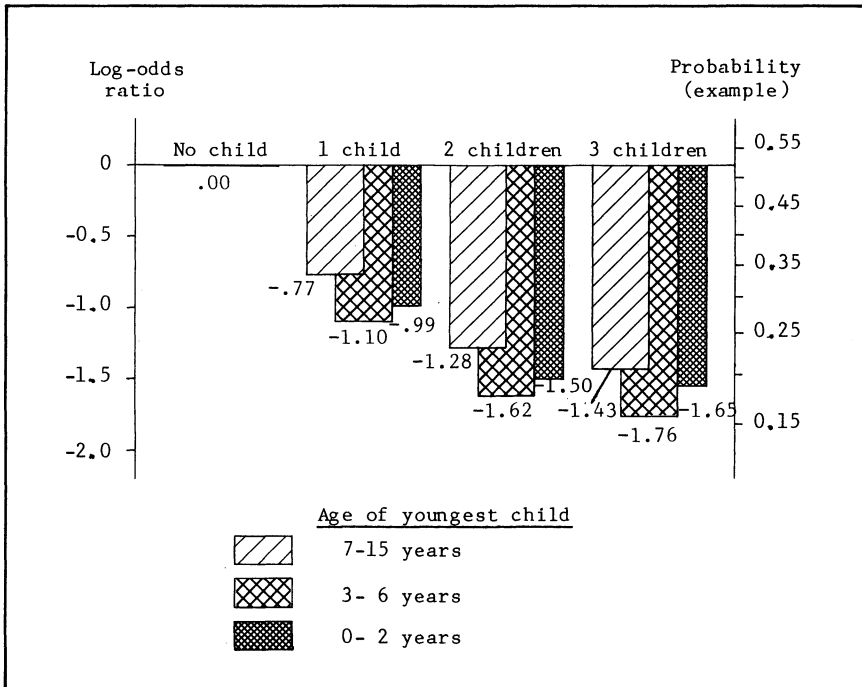 Log-odds
ratio
Probability
(example)
No child
1 child
2 children
3 children
0
-0.5
-1.0
-1.5
-2.0
0.55
0.45
0.35
0.25
0.15
.00
-.77
-1.10
-.99
-1.28
-1.62
-1.50
-1.43
-1.76
-1.65
Age of youngest child
7-15 years
3- 6 years
0- 2 years